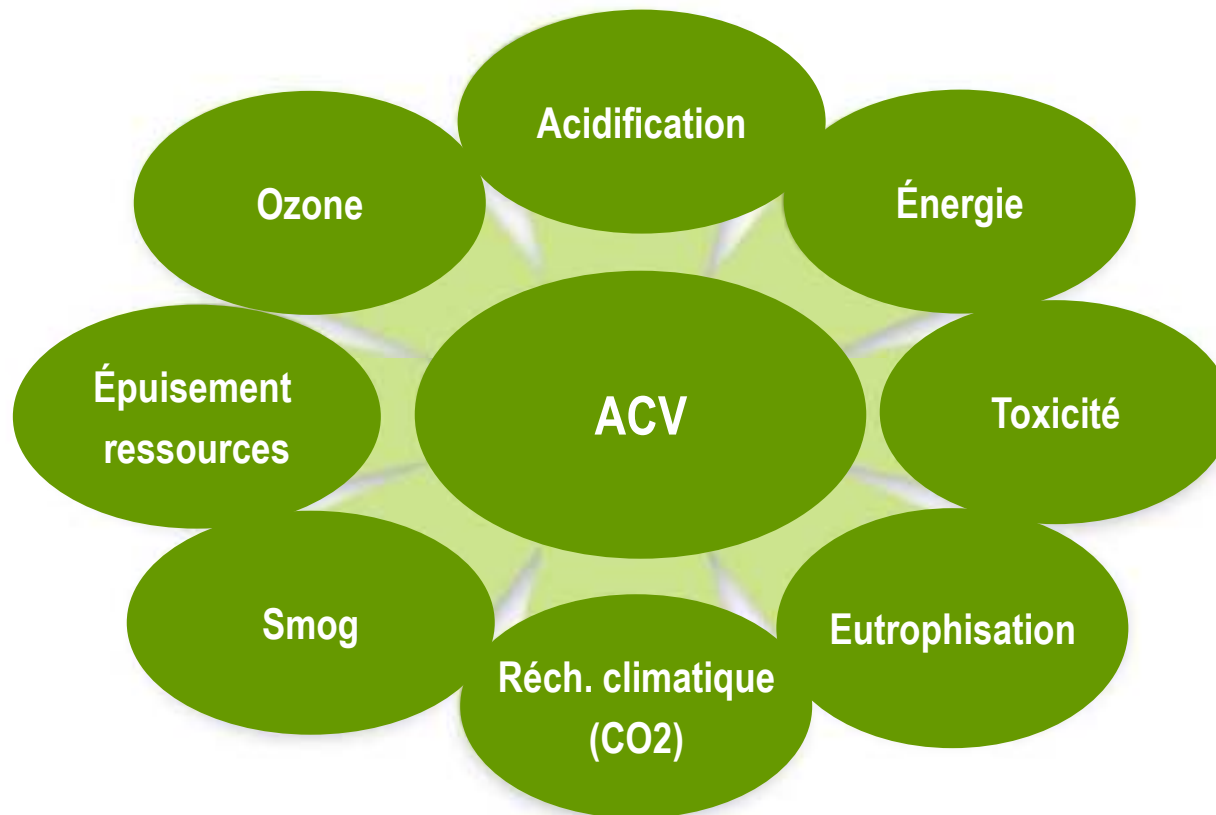 Acidification
Ozone
Énergie
Épuisement
ressources
ACV
Toxicité
Smog
Eutrophisation
Réch. climatique
(CO2)